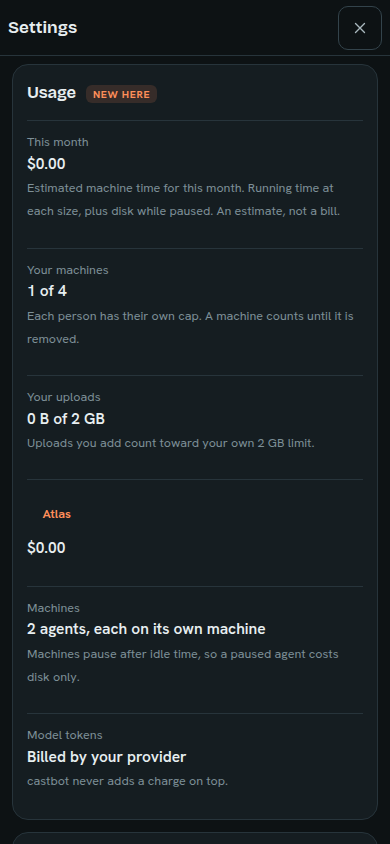 Settings
Usage NEW HERE
This month
$0.00
Estimated machine time for this month. Running time at
each size, plus disk while paused. An estimate, not a bill.
Your machines
1 of 4
Each person has their own cap. A machine counts until it is
removed.
Your uploads
0 B of 2 GB
Uploads you add count toward your own 2 GB limit.
Atlas
$0.00
Machines
2 agents, each on its own machine
Machines pause after idle time, so a paused agent costs
disk only.
Model tokens
Billed by your provider
castbot never adds a charge on top.